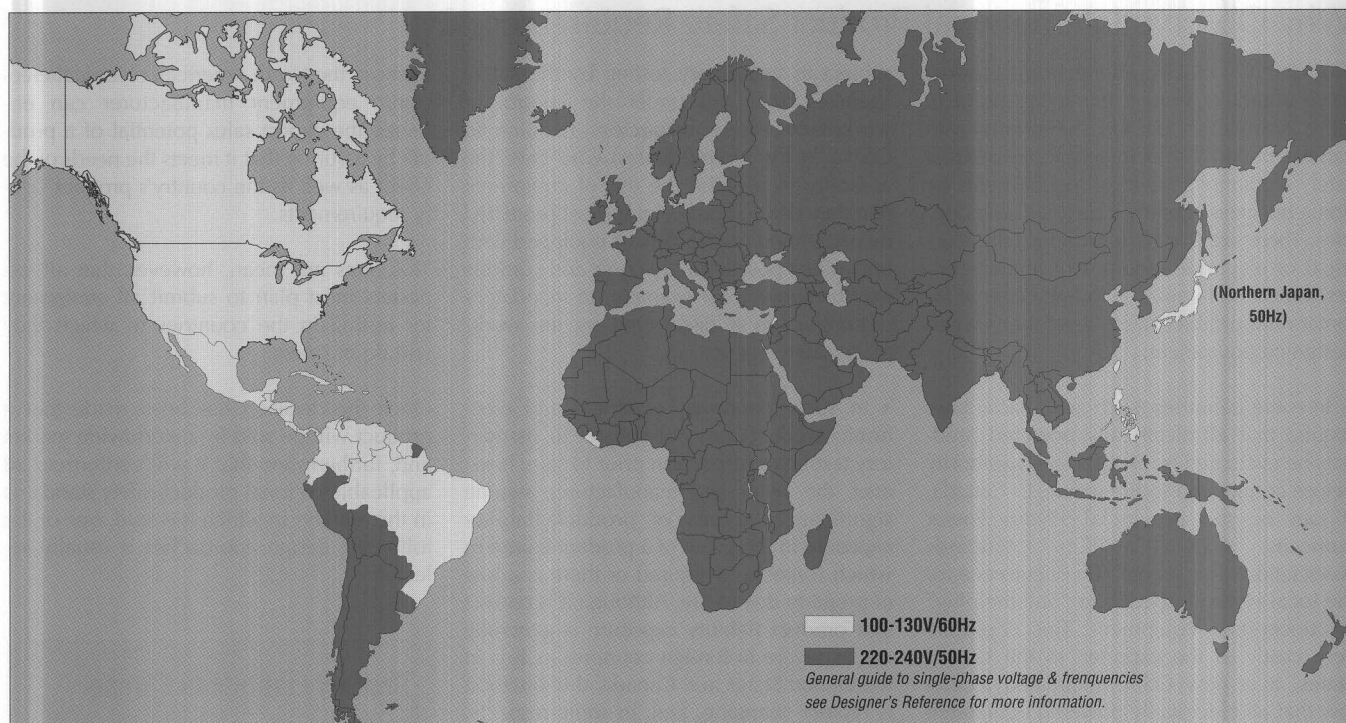 (Northern Japan,
50Hz)
100-130V/60Hz
220-240V/50Hz
General guide to single-phase voltage & frenquencies
see Designer's Reference for more information.